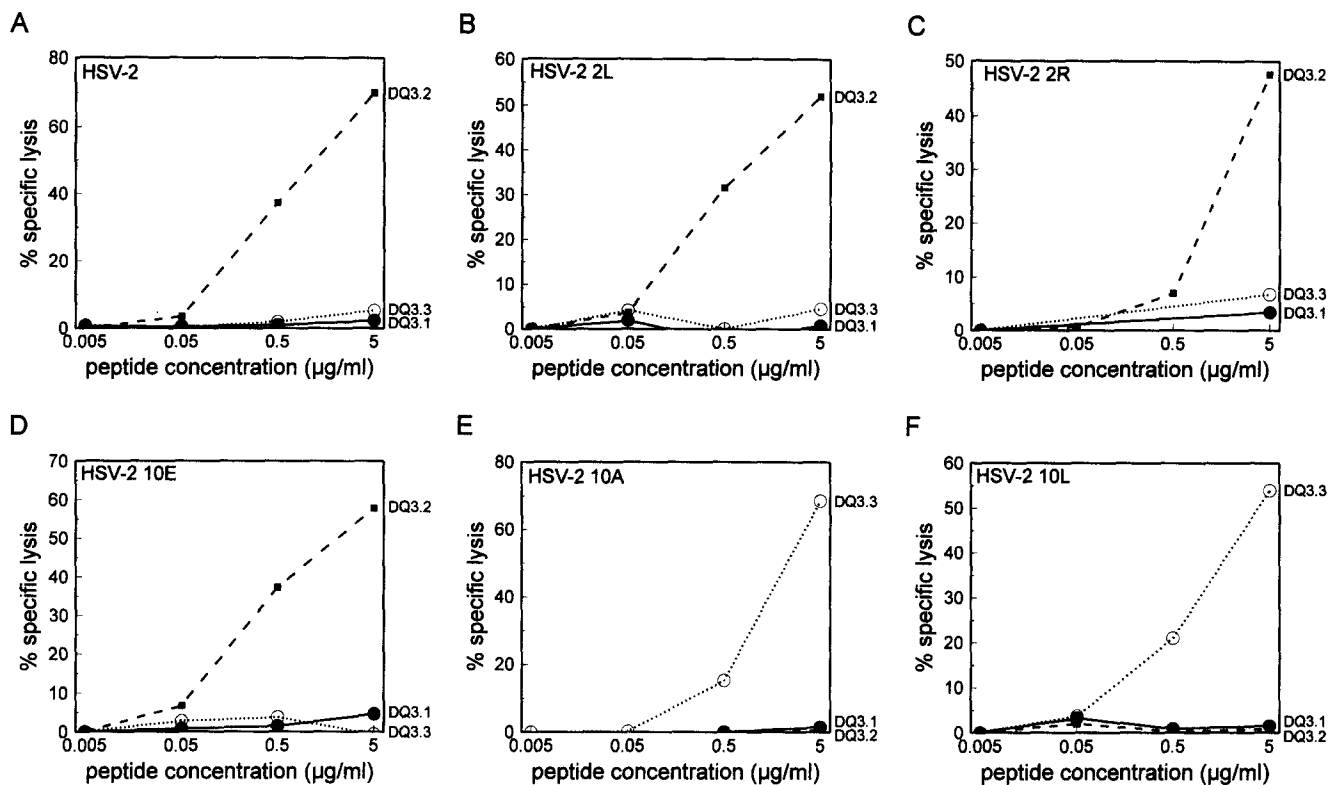 A
HSV-2
% specific lysis
80
60
40
20
0
0.005 0.05 0.5 5
peptide concentration (µg/ml)
DQ3.2
DQ3.3
DQ3.1
B
HSV-2 2L
% specific lysis
60
50
40
30
20
10
0
0.005 0.05 0.5 5
peptide concentration (µg/ml)
DQ3.2
DQ3.3
DQ3.1
C
HSV-2 2R
% specific lysis
50
40
30
20
10
0
0.005 0.05 0.5 5
peptide concentration (µg/ml)
DQ3.2
DQ3.3
DQ3.1
D
HSV-2 10E
% specific lysis
70
60
50
40
30
20
10
0
0.005 0.05 0.5 5
peptide concentration (µg/ml)
DQ3.2
DQ3.1
DQ3.3
E
HSV-2 10A
% specific lysis
80
60
40
20
0
0.005 0.05 0.5 5
peptide concentration (µg/ml)
DQ3.3
DQ3.1
DQ3.2
F
HSV-2 10L
% specific lysis
60
50
40
30
20
10
0
0.005 0.05 0.5 5
peptide concentration (µg/ml)
DQ3.3
DQ3.1
DQ3.2